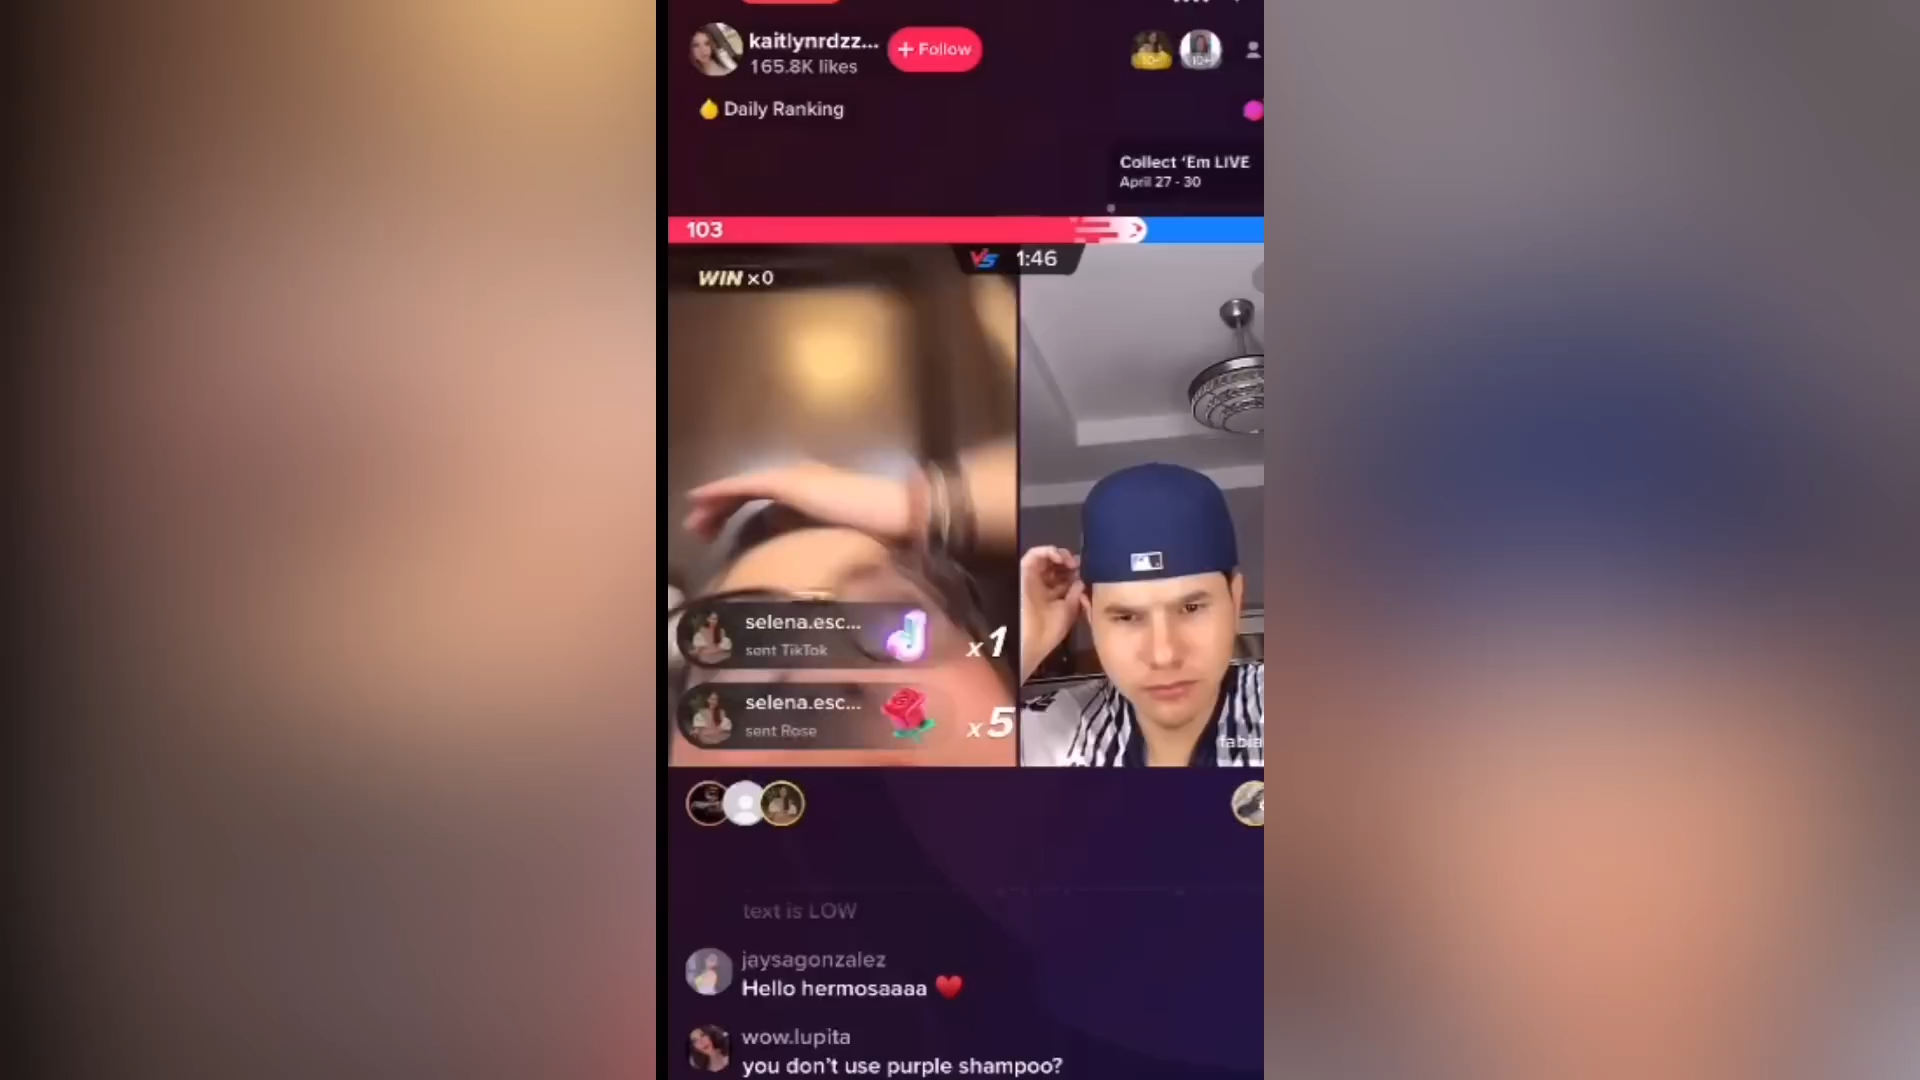 kaitlynrdzz...
+ Follow
165.8K likes
Daily Ranking
Collect 'Em LIVE
April 27 - 30
103
VS 1:46
WIN x0
selena.esc...
sent TikTok
x1
selena.esc...
sent Rose
x5
fabia
text is LOW
jaysagonzalez
Hello hermosaaaa ❤️
wow.lupita
you don't use purple shampoo?